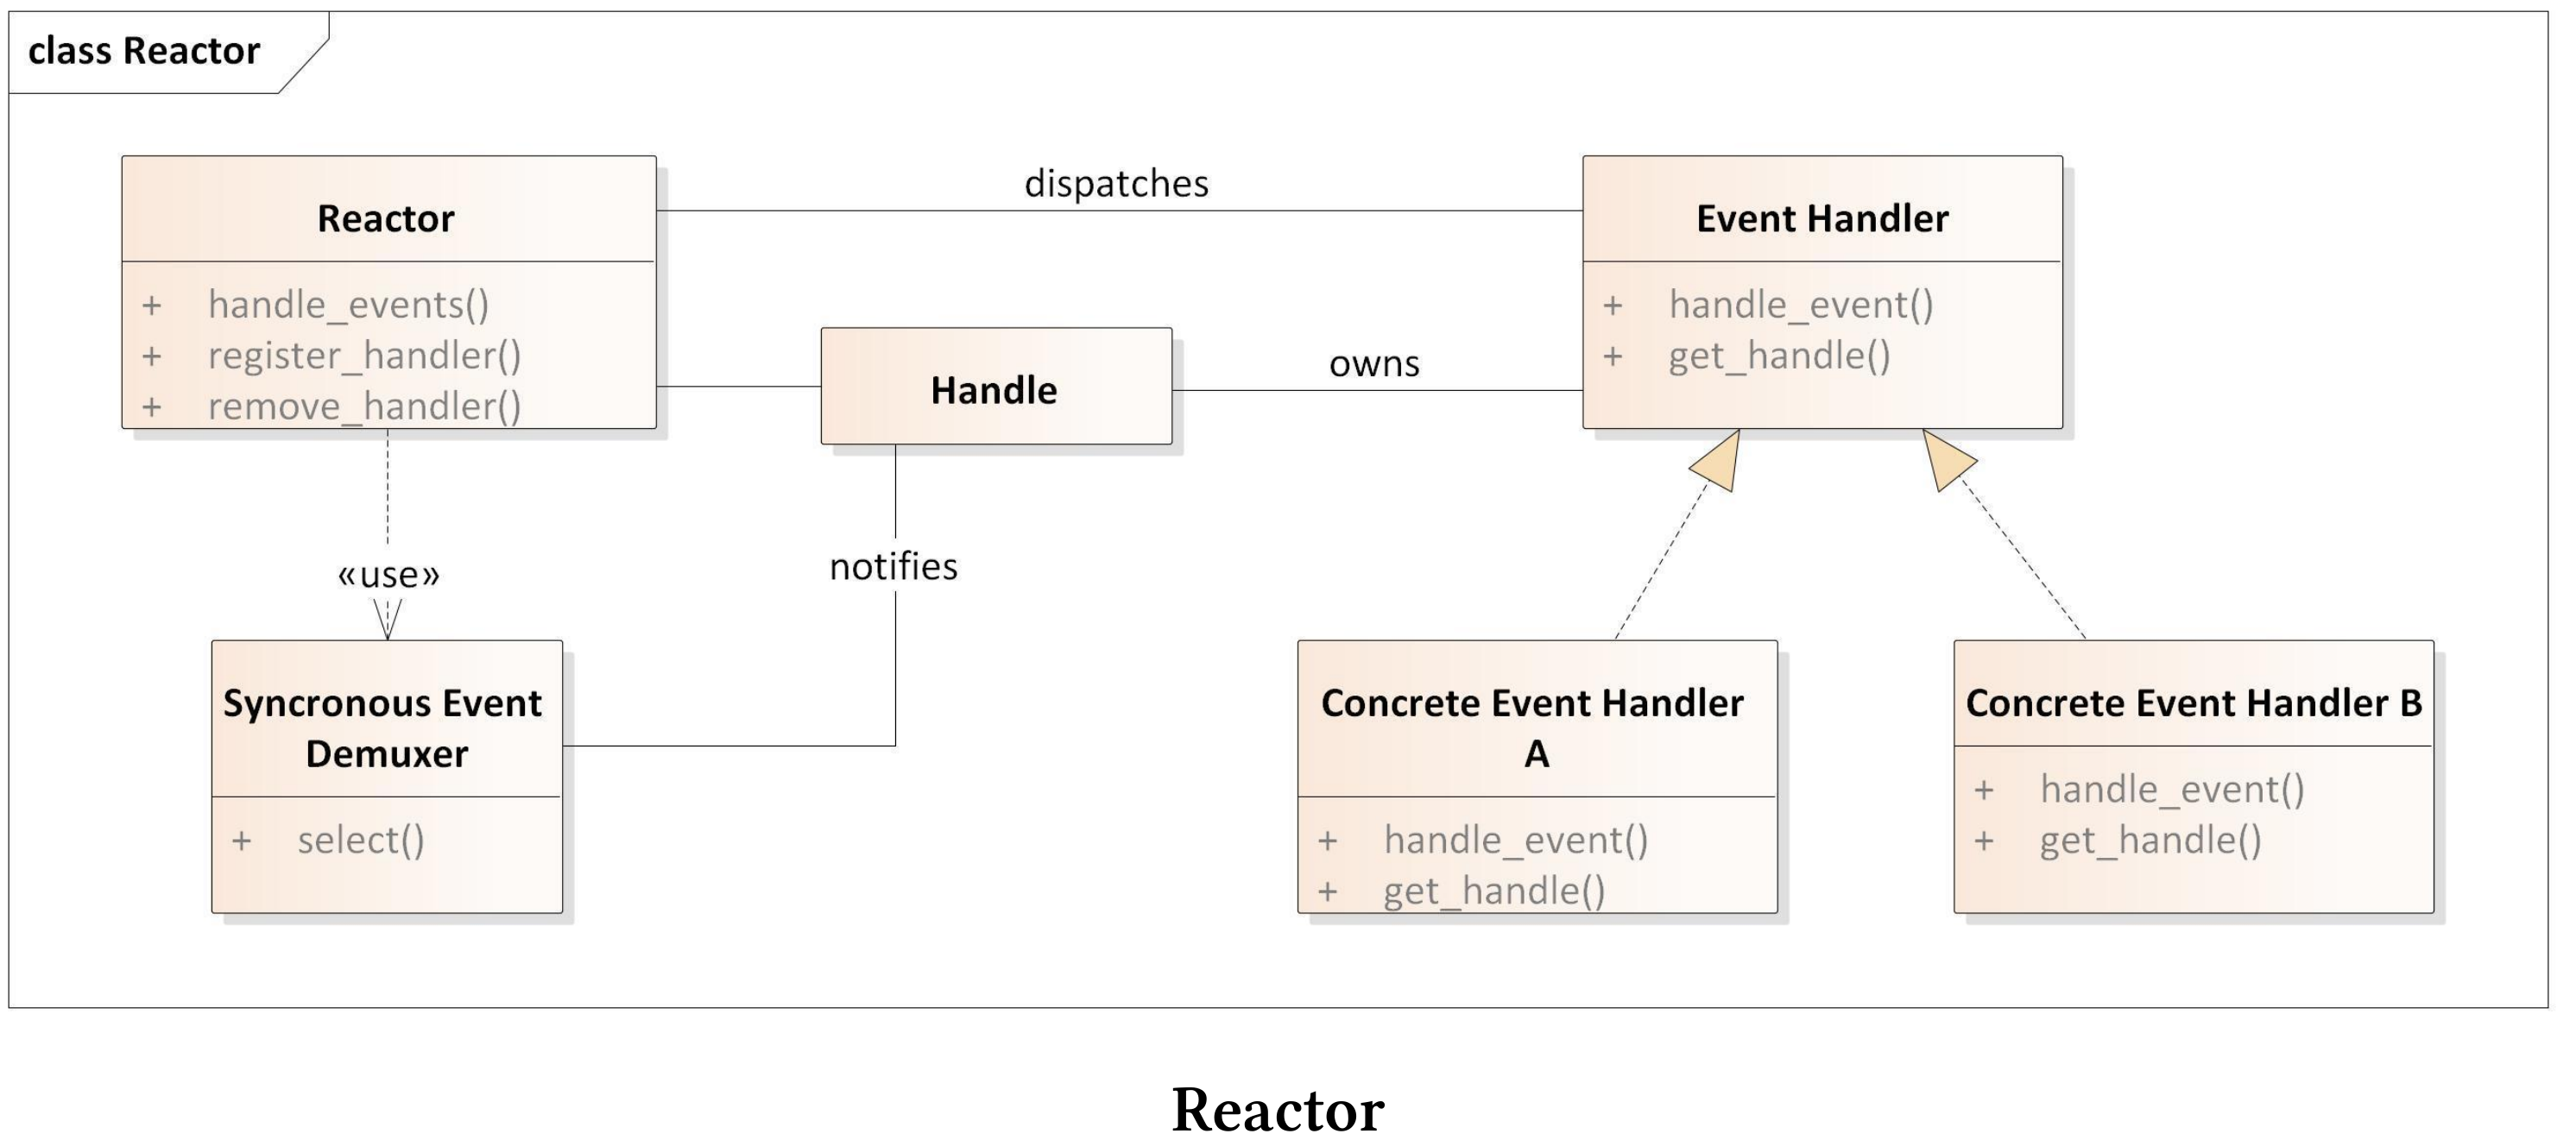 class Reactor
Reactor
+ handle_events()
+ register_handler()
+ remove_handler()
dispatches
Event Handler
+ handle_event()
+ get_handle()
Handle
owns
«use»
notifies
Syncronous Event
Demuxer
+ select()
Concrete Event Handler
A
+ handle_event()
+ get_handle()
Concrete Event Handler B
+ handle_event()
+ get_handle()
Reactor